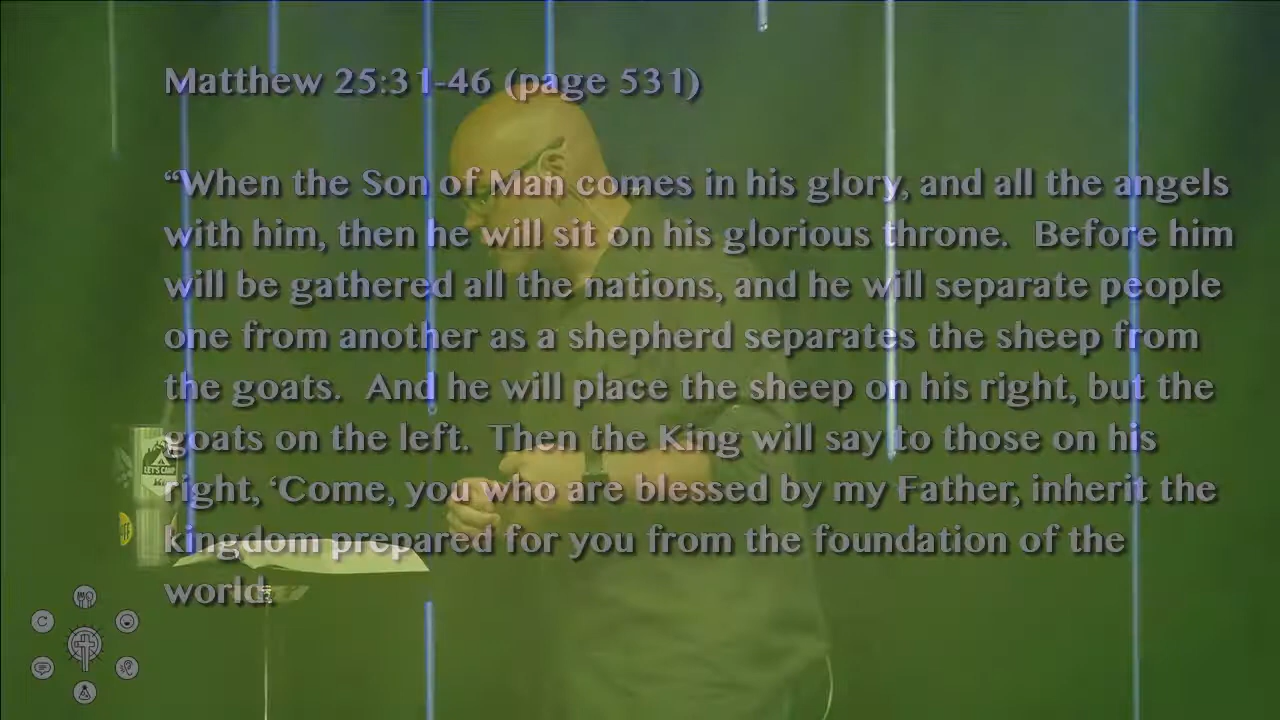 Matthew 25:31-46 (page 531)
“When the Son of Man comes in his glory, and all the angels
with him, then he will sit on his glorious throne.  Before him
will be gathered all the nations, and he will separate people
one from another as a shepherd separates the sheep from
the goats.  And he will place the sheep on his right, but the
goats on the left.  Then the King will say to those on his
right, ‘Come, you who are blessed by my Father, inherit the
kingdom prepared for you from the foundation of the
world.
LET'S CAMP